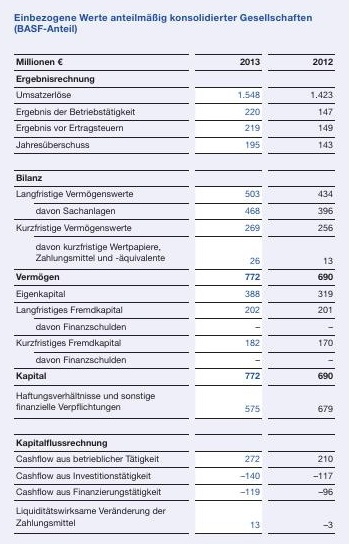 Einbezogene Werte anteilmäßig konsolidierter Gesellschaften
(BASF-Anteil)
Millionen € 2013 2012
Ergebnisrechnung
Umsatzerlöse 1.548 1.423
Ergebnis der Betriebstätigkeit 220 147
Ergebnis vor Ertragsteuern 219 149
Jahresüberschuss 195 143
Bilanz
Langfristige Vermögenswerte 503 434
davon Sachanlagen 468 396
Kurzfristige Vermögenswerte 269 256
davon kurzfristige Wertpapiere,
Zahlungsmittel und -äquivalente 26 13
Vermögen 772 690
Eigenkapital 388 319
Langfristiges Fremdkapital 202 201
davon Finanzschulden – –
Kurzfristiges Fremdkapital 182 170
davon Finanzschulden – –
Kapital 772 690
Haftungsverhältnisse und sonstige
finanzielle Verpflichtungen 575 679
Kapitalflussrechnung
Cashflow aus betrieblicher Tätigkeit 272 210
Cashflow aus Investitionstätigkeit –140 –117
Cashflow aus Finanzierungstätigkeit –119 –96
Liquiditätswirksame Veränderung der
Zahlungsmittel 13 –3